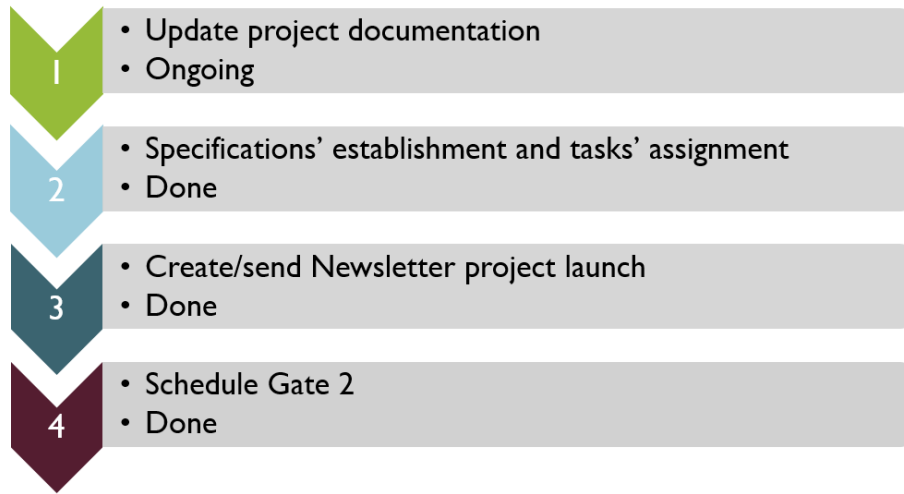 1
• Update project documentation
• Ongoing
2
• Specifications’ establishment and tasks’ assignment
• Done
3
• Create/send Newsletter project launch
• Done
4
• Schedule Gate 2
• Done